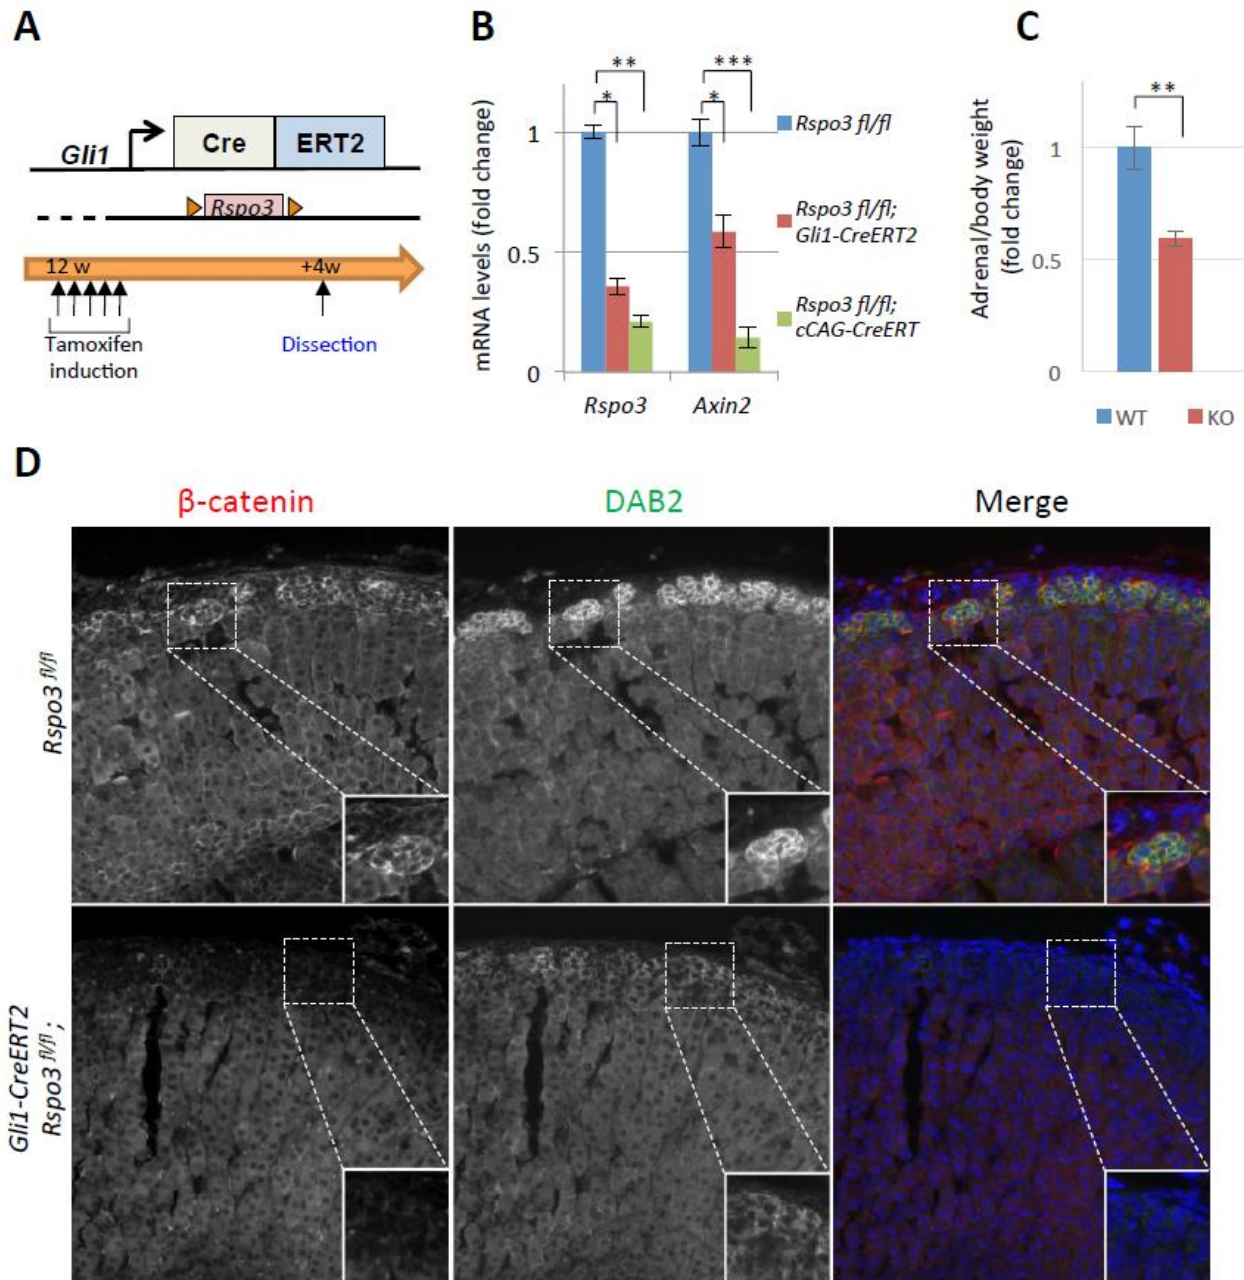 A
Gli1
Cre
ERT2
Rspo3
12 w
+4w
Tamoxifen
induction
Dissection
B
mRNA levels (fold change)
1
0.5
0
**
*
***
*
Rspo3
Axin2
Rspo3 fl/fl
Rspo3 fl/fl;
Gli1-CreERT2
Rspo3 fl/fl;
cCAG-CreERT
C
Adrenal/body weight
(fold change)
1
0.5
0
**
WT
KO
D
β-catenin
DAB2
Merge
Rspo3 fl/fl
Gli1-CreERT2
Rspo3 fl/fl;